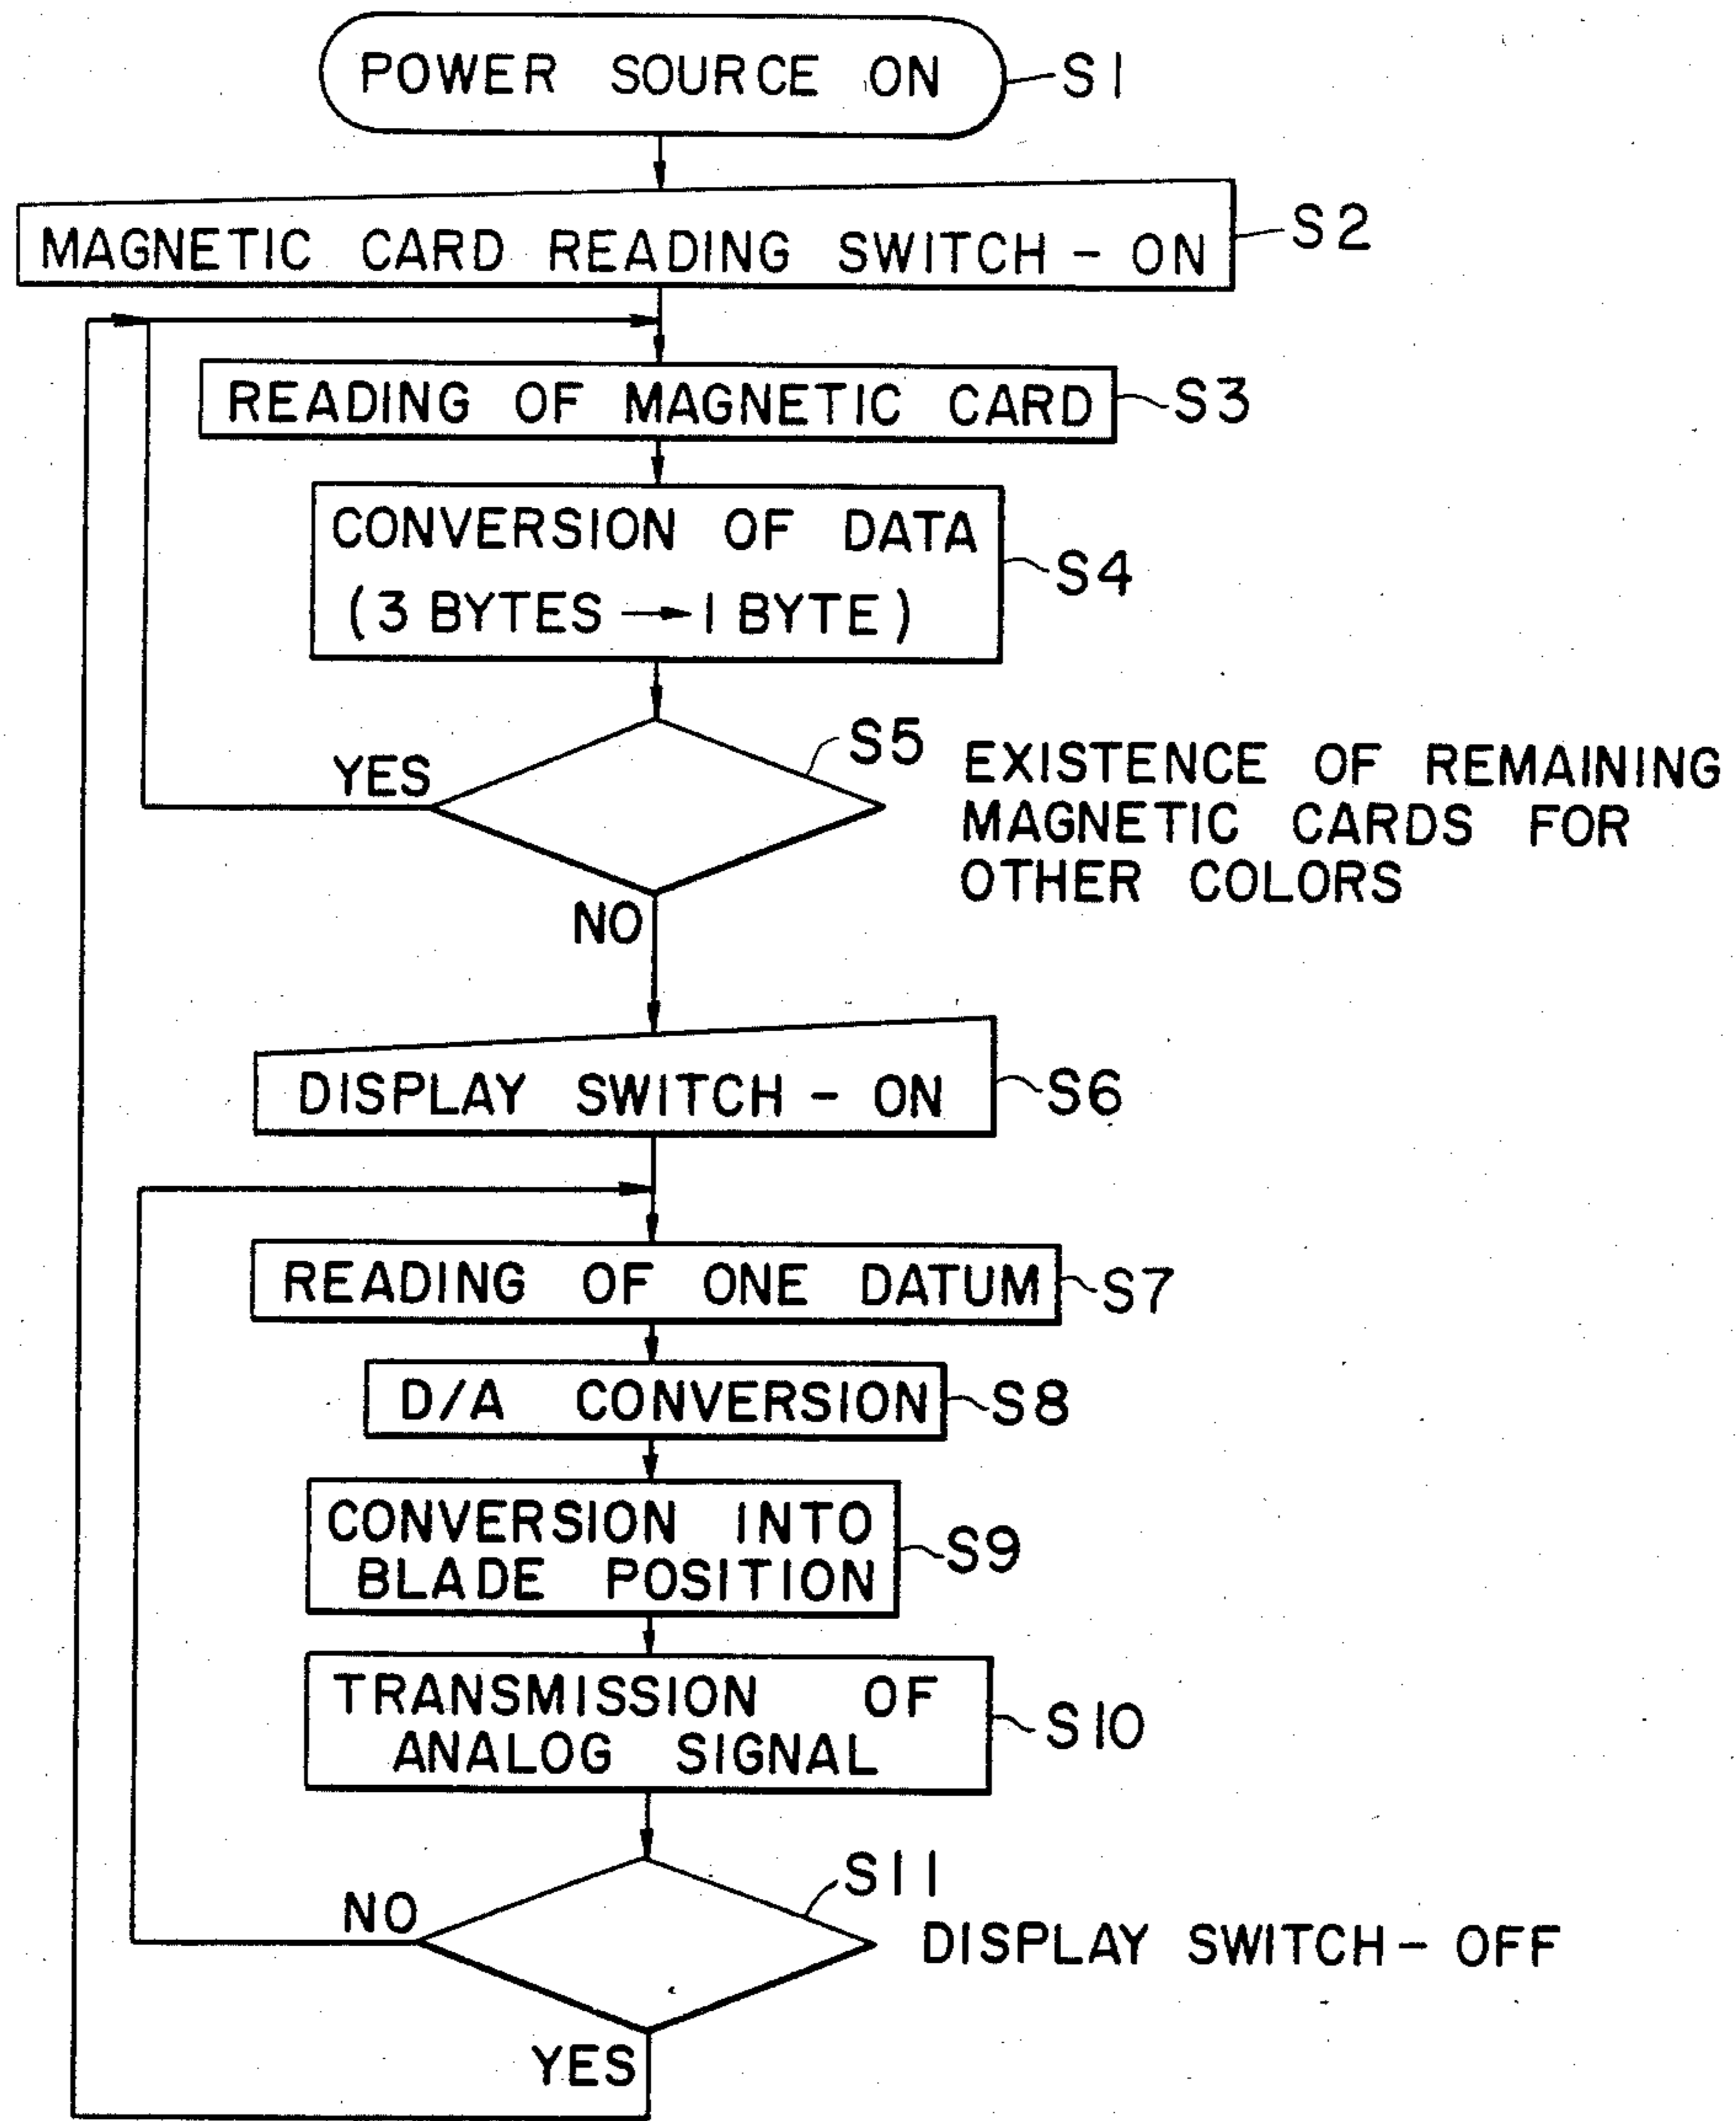 POWER SOURCE ON S1
MAGNETIC CARD READING SWITCH - ON S2
READING OF MAGNETIC CARD S3
CONVERSION OF DATA
(3 BYTES → 1 BYTE) S4
S5
YES
EXISTENCE OF REMAINING
MAGNETIC CARDS FOR
OTHER COLORS
NO
DISPLAY SWITCH - ON S6
READING OF ONE DATUM S7
D/A CONVERSION S8
CONVERSION INTO
BLADE POSITION S9
TRANSMISSION OF
ANALOG SIGNAL S10
S11
NO
DISPLAY SWITCH - OFF
YES